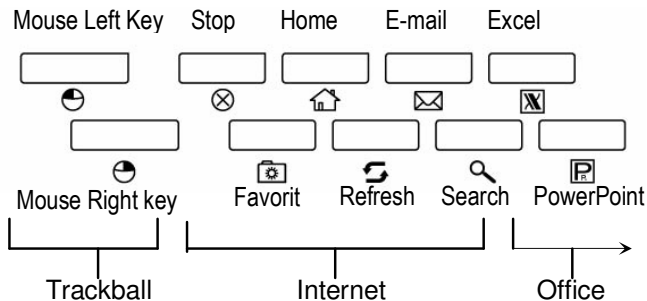 Mouse Left Key Stop Home E-mail Excel
Mouse Right key Favorit Refresh Search PowerPoint
Trackball Internet Office